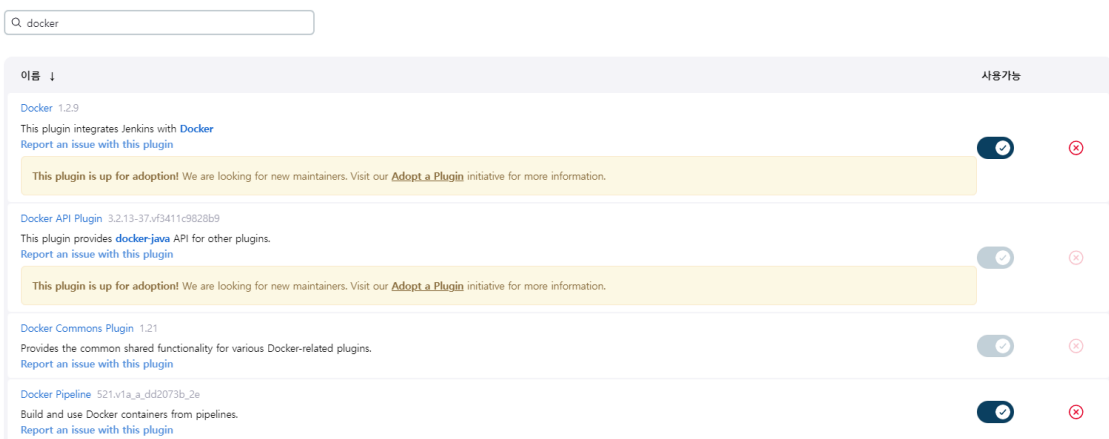 docker
이름 ↓ 사용가능
Docker 1.2.9
This plugin integrates Jenkins with Docker
Report an issue with this plugin
This plugin is up for adoption! We are looking for new maintainers. Visit our Adopt a Plugin initiative for more information.
Docker API Plugin 3.2.13-37.vf3411c9828b9
This plugin provides docker-java API for other plugins.
Report an issue with this plugin
This plugin is up for adoption! We are looking for new maintainers. Visit our Adopt a Plugin initiative for more information.
Docker Commons Plugin 1.21
Provides the common shared functionality for various Docker-related plugins.
Report an issue with this plugin
Docker Pipeline 521.v1a_a_dd2073b_2e
Build and use Docker containers from pipelines.
Report an issue with this plugin